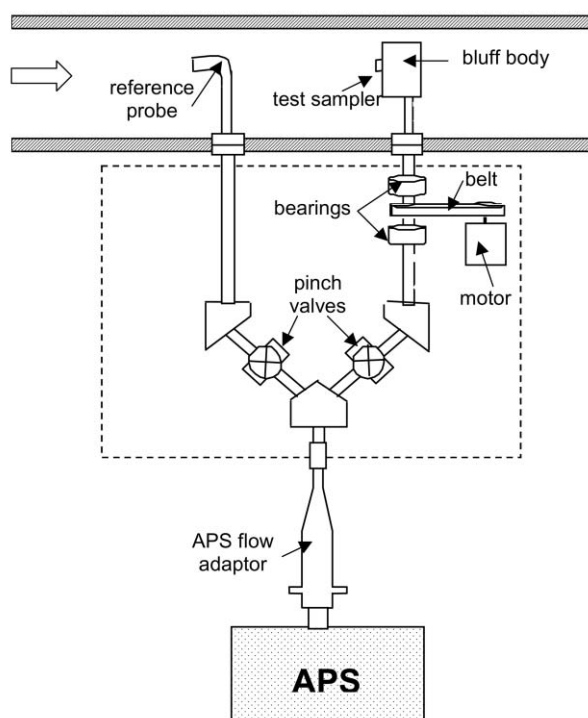 bluff body
reference
probe
test sampler
belt
bearings
pinch
valves
motor
APS flow
adaptor
APS